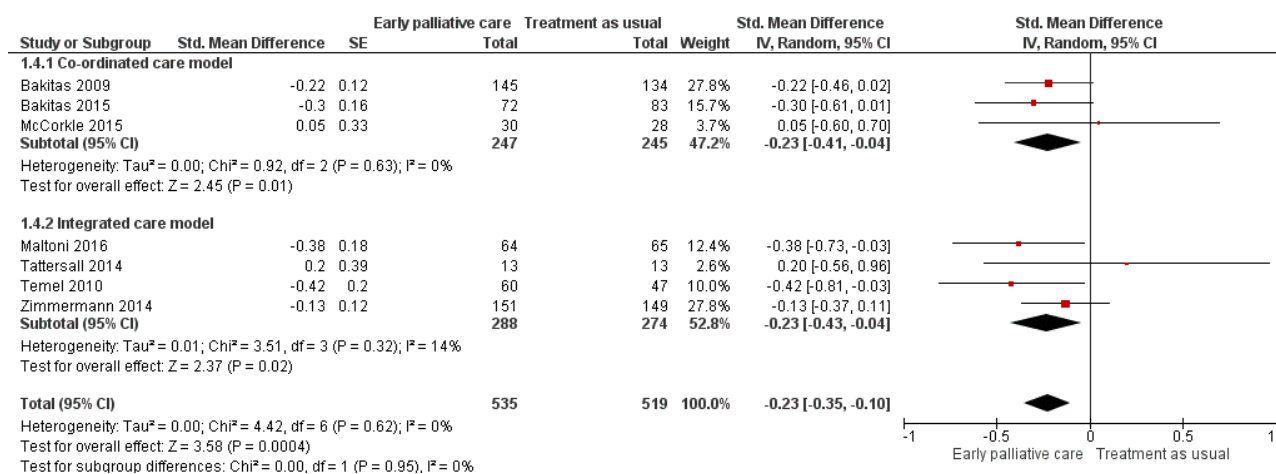 Early palliative care Treatment as usual Std. Mean Difference Std. Mean Difference
Study or Subgroup Std. Mean Difference SE Total Total Weight IV, Random, 95% CI IV, Random, 95% CI
1.4.1 Co-ordinated care model
Bakitas 2009 -0.22 0.12 145 134 27.8% -0.22 [-0.46, 0.02]
Bakitas 2015 -0.3 0.16 72 83 15.7% -0.30 [-0.61, 0.01]
McCorkle 2015 0.05 0.33 30 28 3.7% 0.05 [-0.60, 0.70]
Subtotal (95% CI) 247 245 47.2% -0.23 [-0.41, -0.04]
Heterogeneity: Tau² = 0.00; Chi² = 0.92, df = 2 (P = 0.63); I² = 0%
Test for overall effect: Z = 2.45 (P = 0.01)
1.4.2 Integrated care model
Maltoni 2016 -0.38 0.18 64 65 12.4% -0.38 [-0.73, -0.03]
Tattersall 2014 0.2 0.39 13 13 2.6% 0.20 [-0.56, 0.96]
Temel 2010 -0.42 0.2 60 47 10.0% -0.42 [-0.81, -0.03]
Zimmermann 2014 -0.13 0.12 151 149 27.8% -0.13 [-0.37, 0.11]
Subtotal (95% CI) 288 274 52.8% -0.23 [-0.43, -0.04]
Heterogeneity: Tau² = 0.01; Chi² = 3.51, df = 3 (P = 0.32); I² = 14%
Test for overall effect: Z = 2.37 (P = 0.02)
Total (95% CI) 535 519 100.0% -0.23 [-0.35, -0.10]
Heterogeneity: Tau² = 0.00; Chi² = 4.42, df = 6 (P = 0.62); I² = 0%
Test for overall effect: Z = 3.58 (P = 0.0004)
Test for subgroup differences: Chi² = 0.00, df = 1 (P = 0.95), I² = 0%
-1 -0.5 0 0.5 1
Early palliative care Treatment as usual